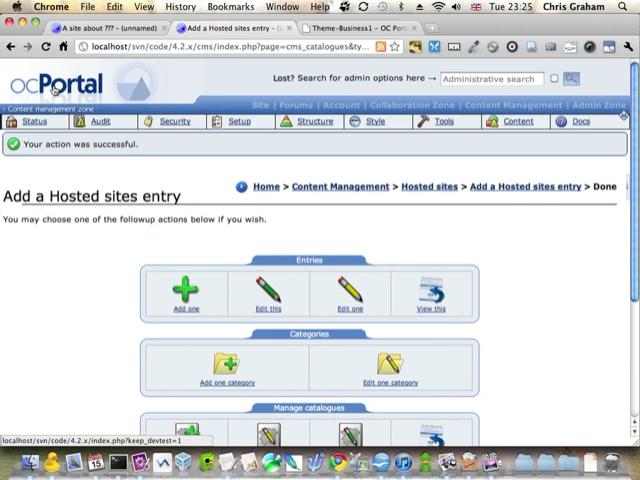 Chrome File Edit View History Bookmarks Window Help Tue 23:25 Chris Graham
A site about ??? - (unnamed)
Add a Hosted sites entry - (u
Theme-Business1 - OC Port
localhost/svn/code/4.2.x/cms/index.php?page=cms_catalogues&ty...
ocPortal
Content management zone
Lost? Search for admin options here → Administrative search
Site | Forums | Account | Collaboration Zone | Content Management | Admin Zone
Status Audit Security Setup Structure Style Tools Content Docs
Your action was successful.
Home > Content Management > Hosted sites > Add a Hosted sites entry > Done
Add a Hosted sites entry
You may choose one of the followup actions below if you wish.
Entries
Add one Edit this Edit one View this
Categories
Add one category Edit one category
Manage catalogues
localhost/svn/code/4.2.x/index.php?keep_devtest=1
15